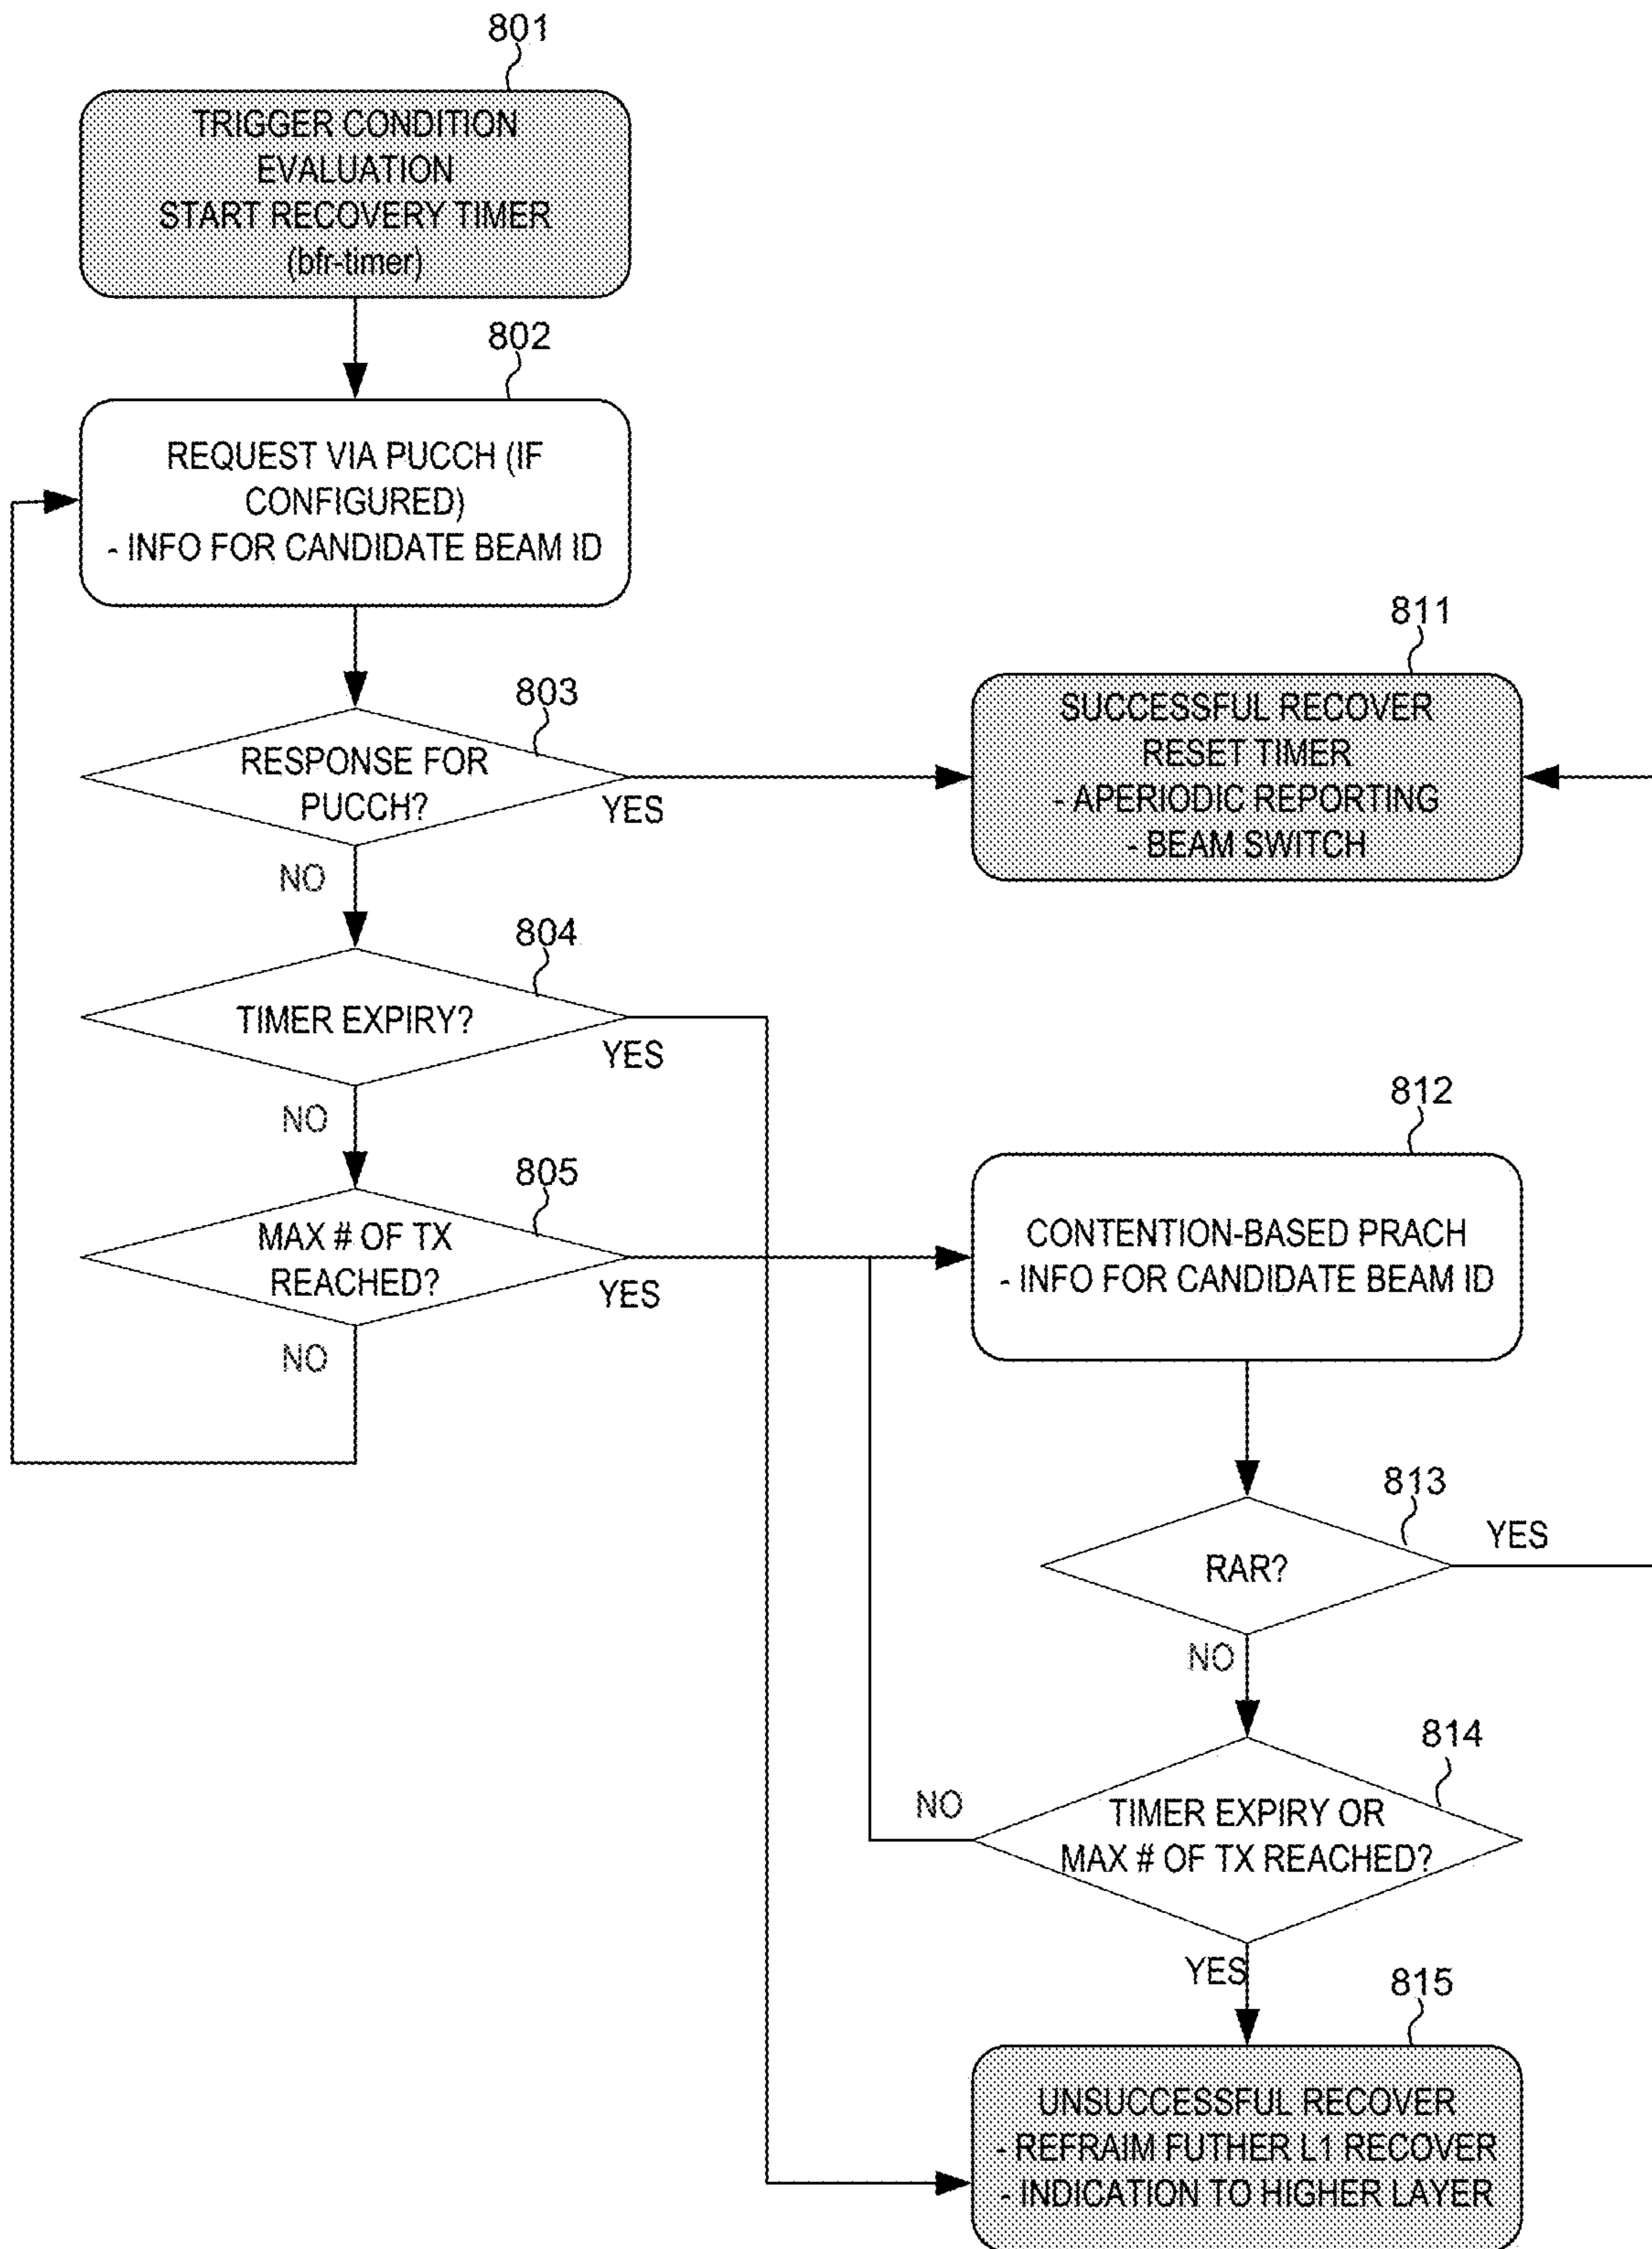 801
TRIGGER CONDITION
EVALUATION
START RECOVERY TIMER
(bfr-timer)
802
REQUEST VIA PUCCH (IF
CONFIGURED)
- INFO FOR CANDIDATE BEAM ID
803
RESPONSE FOR
PUCCH?
YES
NO
811
SUCCESSFUL RECOVER
RESET TIMER
- APERIODIC REPORTING
- BEAM SWITCH
804
TIMER EXPIRY?
YES
NO
805
MAX # OF TX
REACHED?
YES
NO
812
CONTENTION-BASED PRACH
- INFO FOR CANDIDATE BEAM ID
813
RAR?
YES
NO
814
TIMER EXPIRY OR
MAX # OF TX REACHED?
NO
YES
815
UNSUCCESSFUL RECOVER
- REFRAIM FUTHER L1 RECOVER
- INDICATION TO HIGHER LAYER